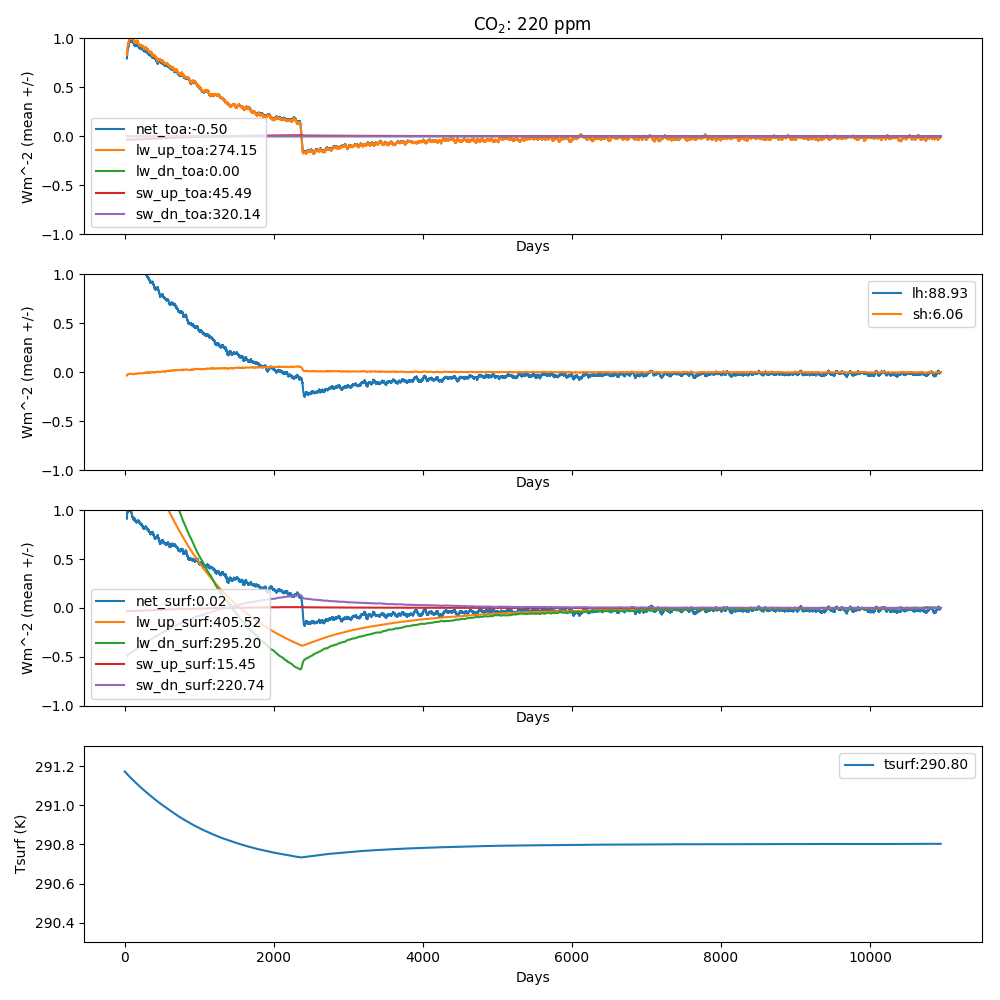 CO₂: 220 ppm
Wm^-2 (mean +/-)
1.0
0.5
0.0
−0.5
−1.0
net_toa:-0.50
lw_up_toa:274.15
lw_dn_toa:0.00
sw_up_toa:45.49
sw_dn_toa:320.14
Days
Wm^-2 (mean +/-)
1.0
0.5
0.0
−0.5
−1.0
lh:88.93
sh:6.06
Days
Wm^-2 (mean +/-)
1.0
0.5
0.0
−0.5
−1.0
net_surf:0.02
lw_up_surf:405.52
lw_dn_surf:295.20
sw_up_surf:15.45
sw_dn_surf:220.74
Days
Tsurf (K)
291.2
291.0
290.8
290.6
290.4
tsurf:290.80
0 2000 4000 6000 8000 10000
Days